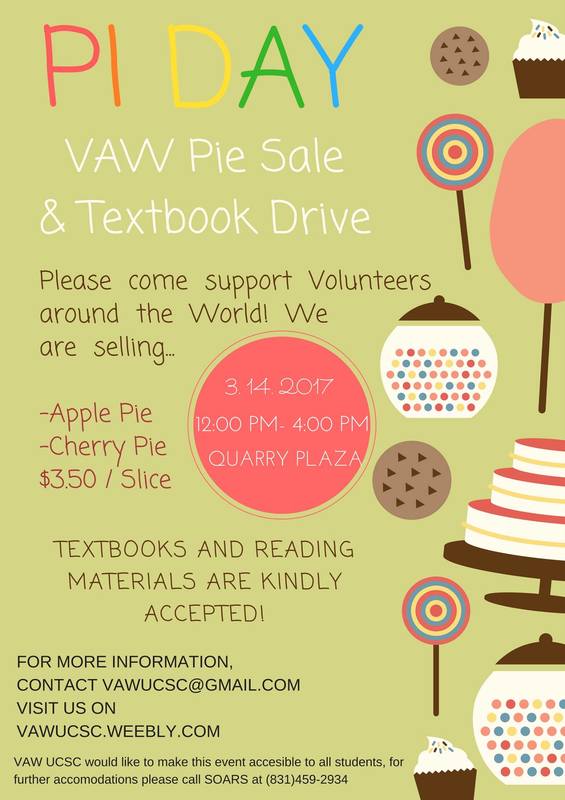 PI DAY
VAW Pie Sale
& Textbook Drive
Please come support Volunteers
around the World! We
are selling...
3. 14. 2017
12:00 PM- 4:00 PM
QUARRY PLAZA
-Apple Pie
-Cherry Pie
$3.50 / Slice
TEXTBOOKS AND READING
MATERIALS ARE KINDLY
ACCEPTED!
FOR MORE INFORMATION,
CONTACT VAWUCSC@GMAIL.COM
VISIT US ON
VAWUCSC.WEEBLY.COM
VAW UCSC would like to make this event accesible to all students, for
further accomodations please call SOARS at (831)459-2934